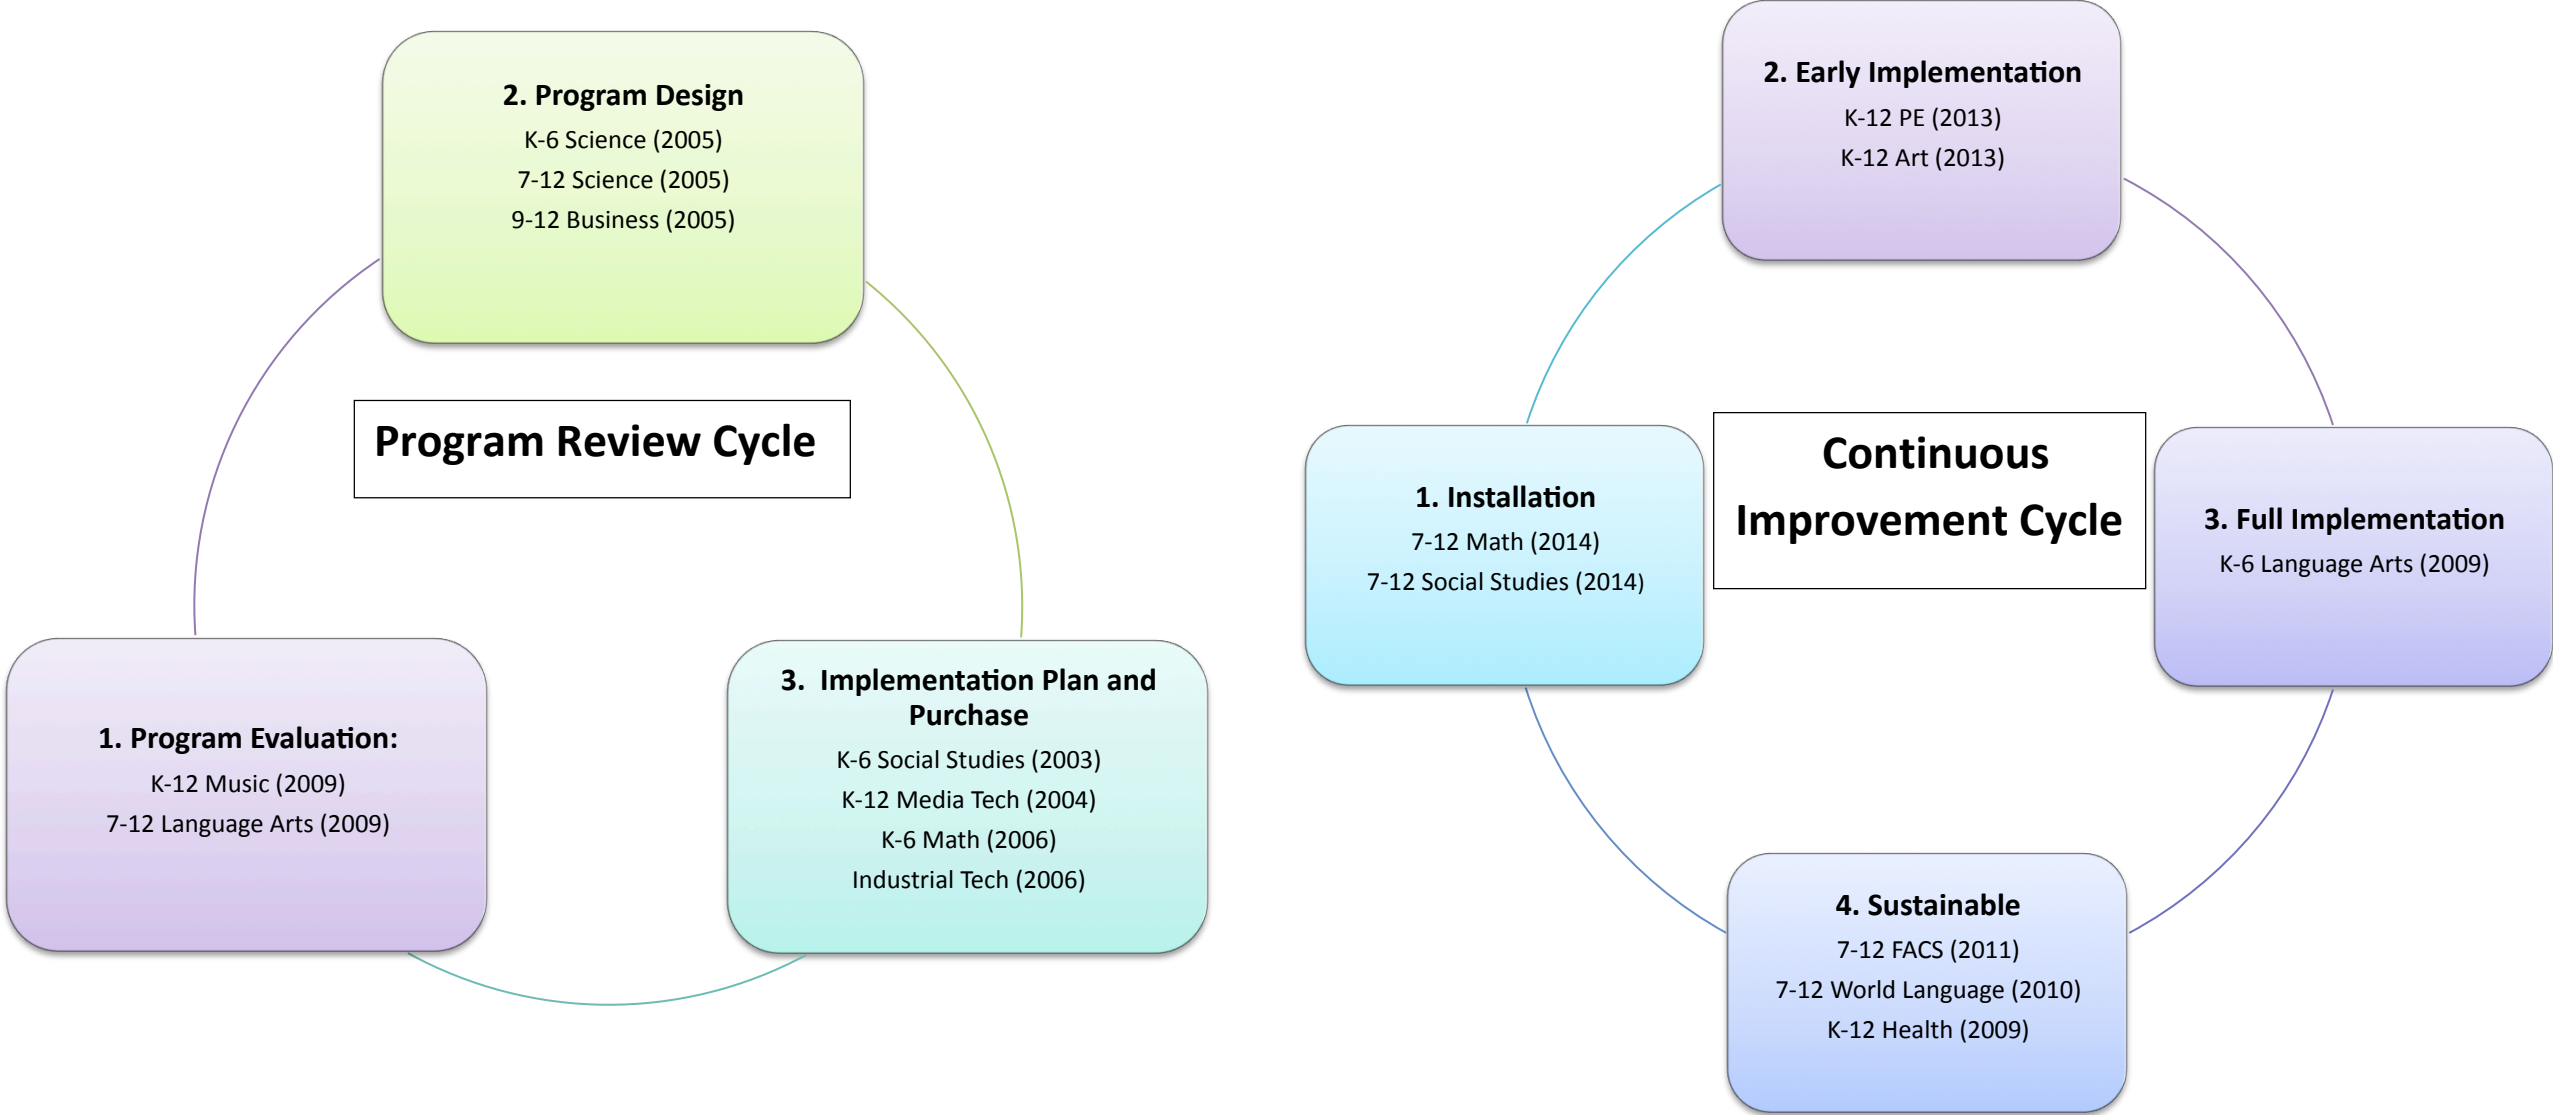 2. Program Design
K-6 Science (2005)
7-12 Science (2005)
9-12 Business (2005)
Program Review Cycle
1. Program Evaluation:
K-12 Music (2009)
7-12 Language Arts (2009)
3.  Implementation Plan and
Purchase
K-6 Social Studies (2003)
K-12 Media Tech (2004)
K-6 Math (2006)
Industrial Tech (2006)
2. Early Implementation
K-12 PE (2013)
K-12 Art (2013)
1. Installation
7-12 Math (2014)
7-12 Social Studies (2014)
Continuous
Improvement Cycle
3. Full Implementation
K-6 Language Arts (2009)
4. Sustainable
7-12 FACS (2011)
7-12 World Language (2010)
K-12 Health (2009)